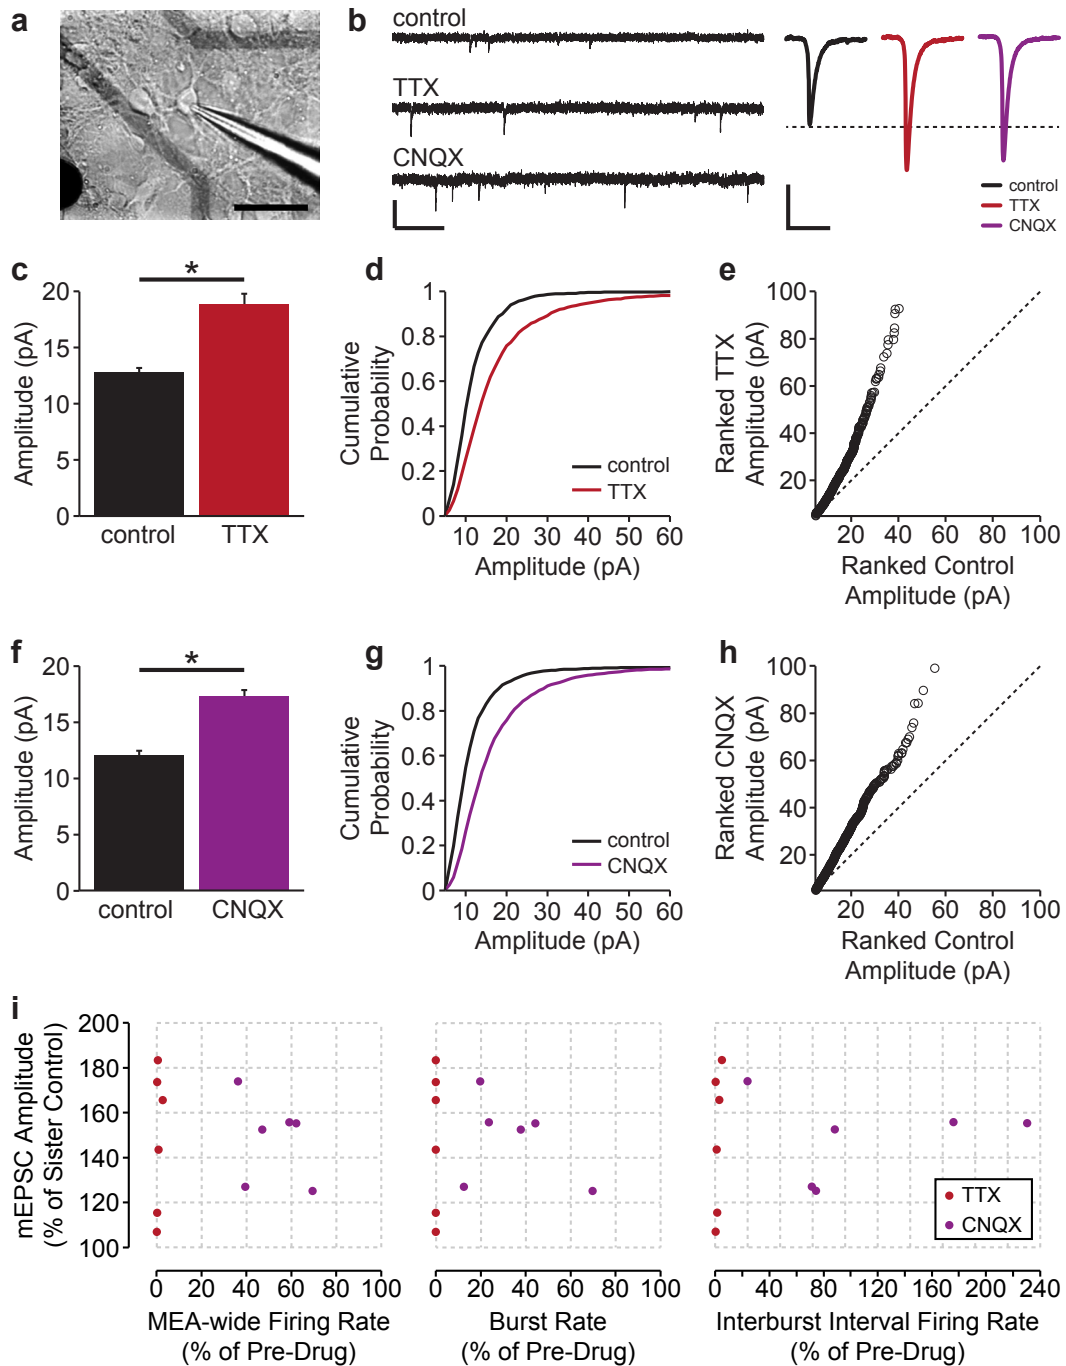 a
b
control
TTX
CNQX
control
TTX
CNQX
c
*
20
15
10
5
0
Amplitude (pA)
control TTX
d
1
0.8
0.6
0.4
0.2
0
Cumulative
Probability
control
TTX
10 20 30 40 50 60
Amplitude (pA)
e
100
80
60
40
20
Ranked TTX
Amplitude (pA)
20 40 60 80 100
Ranked Control
Amplitude (pA)
f
*
20
15
10
5
0
Amplitude (pA)
control CNQX
g
1
0.8
0.6
0.4
0.2
0
Cumulative
Probability
control
CNQX
10 20 30 40 50 60
Amplitude (pA)
h
100
80
60
40
20
Ranked CNQX
Amplitude (pA)
20 40 60 80 100
Ranked Control
Amplitude (pA)
i
200
180
160
140
120
100
mEPSC Amplitude
(% of Sister Control)
0 20 40 60 80 100
MEA-wide Firing Rate
(% of Pre-Drug)
0 20 40 60 80 100
Burst Rate
(% of Pre-Drug)
TTX
CNQX
0 40 80 120 160 200 240
Interburst Interval Firing Rate
(% of Pre-Drug)